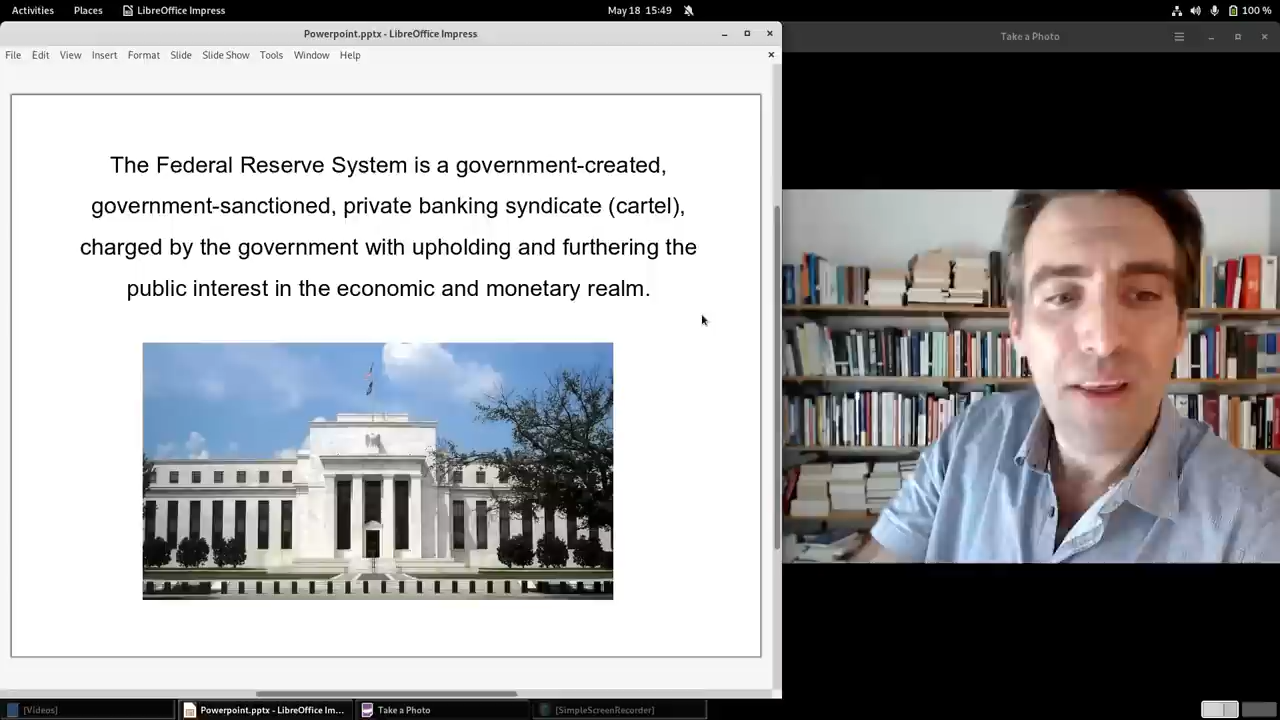 Activities Places LibreOffice Impress May 18 15:49 100 %
Powerpoint.pptx - LibreOffice Impress
Take a Photo
File Edit View Insert Format Slide Slide Show Tools Window Help
The Federal Reserve System is a government-created,
government-sanctioned, private banking syndicate (cartel),
charged by the government with upholding and furthering the
public interest in the economic and monetary realm.
[Videos] Powerpoint.pptx - LibreOffice Im... Take a Photo [SimpleScreenRecorder]